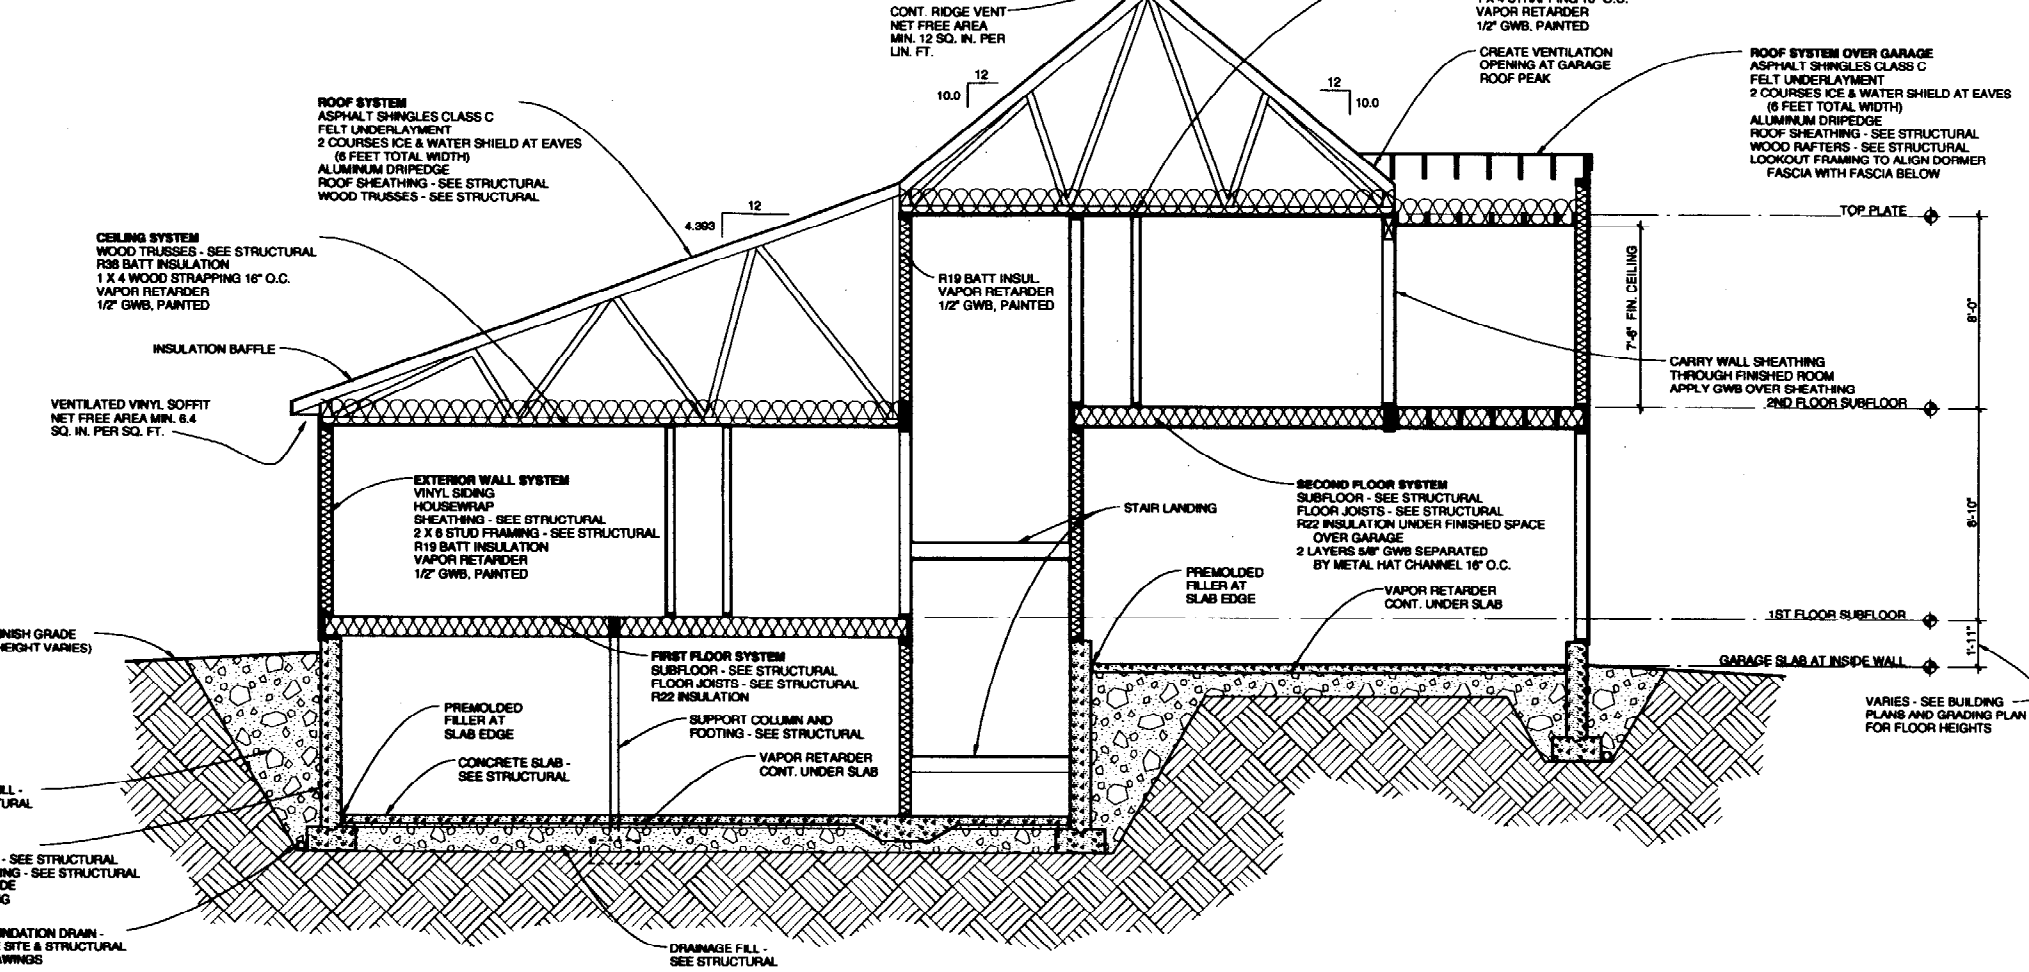 CONT. RIDGE VENT
NET FREE AREA
MIN. 12 SQ. IN. PER
LIN. FT.
VAPOR RETARDER
1/2" GWB, PAINTED
CREATE VENTILATION
OPENING AT GARAGE
ROOF PEAK
ROOF SYSTEM OVER GARAGE
ASPHALT SHINGLES CLASS C
FELT UNDERLAYMENT
2 COURSES ICE & WATER SHIELD AT EAVES
(6 FEET TOTAL WIDTH)
ALUMINUM DRIPEDGE
ROOF SHEATHING - SEE STRUCTURAL
WOOD RAFTERS - SEE STRUCTURAL
LOOKOUT FRAMING TO ALIGN DORMER
FASCIA WITH FASCIA BELOW
12
10.0
12
10.0
ROOF SYSTEM
ASPHALT SHINGLES CLASS C
FELT UNDERLAYMENT
2 COURSES ICE & WATER SHIELD AT EAVES
(6 FEET TOTAL WIDTH)
ALUMINUM DRIPEDGE
ROOF SHEATHING - SEE STRUCTURAL
WOOD TRUSSES - SEE STRUCTURAL
12
4.393
CEILING SYSTEM
WOOD TRUSSES - SEE STRUCTURAL
R38 BATT INSULATION
1 X 4 WOOD STRAPPING 16" O.C.
VAPOR RETARDER
1/2" GWB, PAINTED
INSULATION BAFFLE
VENTILATED VINYL SOFFIT
NET FREE AREA MIN. 6.4
SQ. IN. PER SQ. FT.
R19 BATT INSUL.
VAPOR RETARDER
1/2" GWB, PAINTED
TOP PLATE
7'-6" FIN. CEILING
8'-0"
CARRY WALL SHEATHING
THROUGH FINISHED ROOM
APPLY GWB OVER SHEATHING
2ND FLOOR SUBFLOOR
EXTERIOR WALL SYSTEM
VINYL SIDING
HOUSEWRAP
SHEATHING - SEE STRUCTURAL
2 X 6 STUD FRAMING - SEE STRUCTURAL
R19 BATT INSULATION
VAPOR RETARDER
1/2" GWB, PAINTED
STAIR LANDING
SECOND FLOOR SYSTEM
SUBFLOOR - SEE STRUCTURAL
FLOOR JOISTS - SEE STRUCTURAL
R22 INSULATION UNDER FINISHED SPACE
OVER GARAGE
2 LAYERS 5/8" GWB SEPARATED
BY METAL HAT CHANNEL 16" O.C.
PREMOLDED
FILLER AT
SLAB EDGE
VAPOR RETARDER
CONT. UNDER SLAB
1ST FLOOR SUBFLOOR
1'-11"
GARAGE SLAB AT INSIDE WALL
VARIES - SEE BUILDING
PLANS AND GRADING PLAN
FOR FLOOR HEIGHTS
GRADE
VARIES)
FIRST FLOOR SYSTEM
SUBFLOOR - SEE STRUCTURAL
FLOOR JOISTS - SEE STRUCTURAL
R22 INSULATION
PREMOLDED
FILLER AT
SLAB EDGE
SUPPORT COLUMN AND
FOOTING - SEE STRUCTURAL
CONCRETE SLAB -
SEE STRUCTURAL
VAPOR RETARDER
CONT. UNDER SLAB
- SEE STRUCTURAL
- SEE STRUCTURAL
DRAIN -
SITE & STRUCTURAL
DRAINAGE FILL -
SEE STRUCTURAL